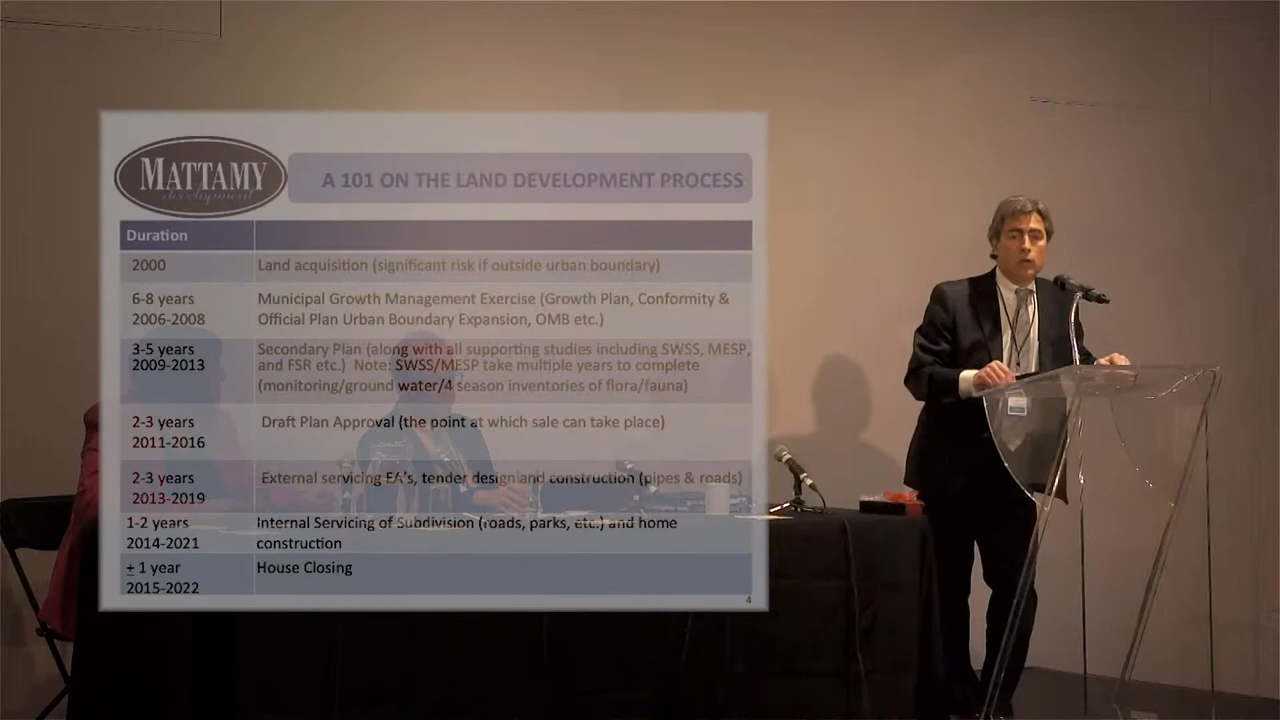 MATTAMY
development
A 101 ON THE LAND DEVELOPMENT PROCESS
Duration
2000
Land acquisition (significant risk if outside urban boundary)
6-8 years
2006-2008
Municipal Growth Management Exercise (Growth Plan, Conformity &
Official Plan Urban Boundary Expansion, OMB etc.)
3-5 years
2009-2013
Secondary Plan (along with all supporting studies including SWSS, MESP,
and FSR etc.) Note: SWSS/MESP take multiple years to complete
(monitoring/ground water/4 season inventories of flora/fauna)
2-3 years
2011-2016
Draft Plan Approval (the point at which sale can take place)
2-3 years
2013-2019
External servicing EA's, tender design and construction (pipes & roads)
1-2 years
2014-2021
Internal Servicing of Subdivision (roads, parks, etc.) and home
construction
± 1 year
2015-2022
House Closing
4